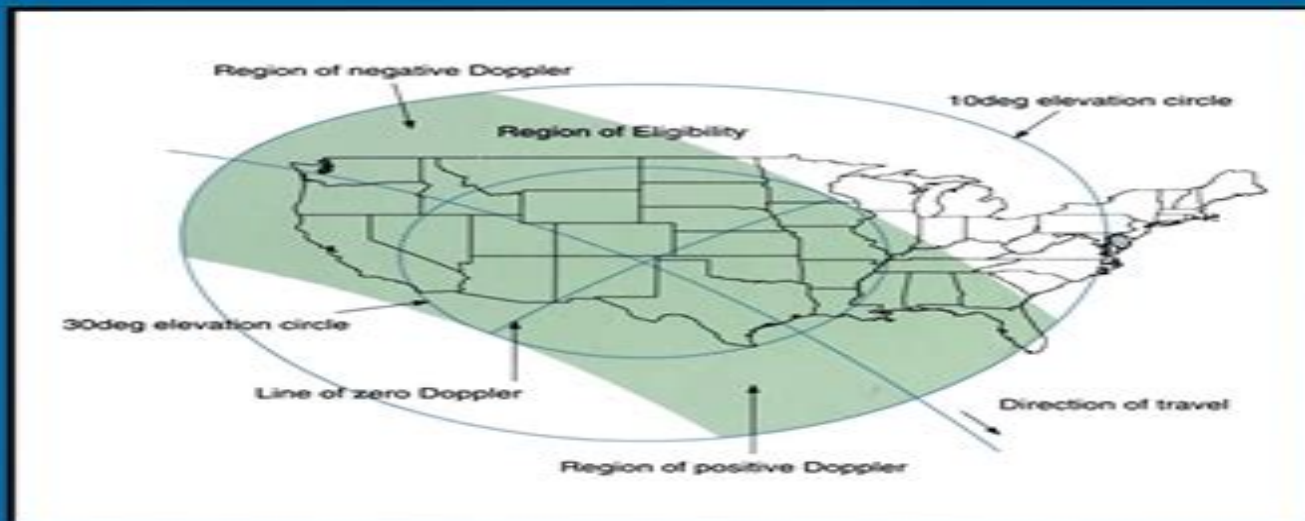 Region of negative Doppler
10deg elevation circle
Region of Eligibility
30deg elevation circle
Line of zero Doppler
Direction of travel
Region of positive Doppler